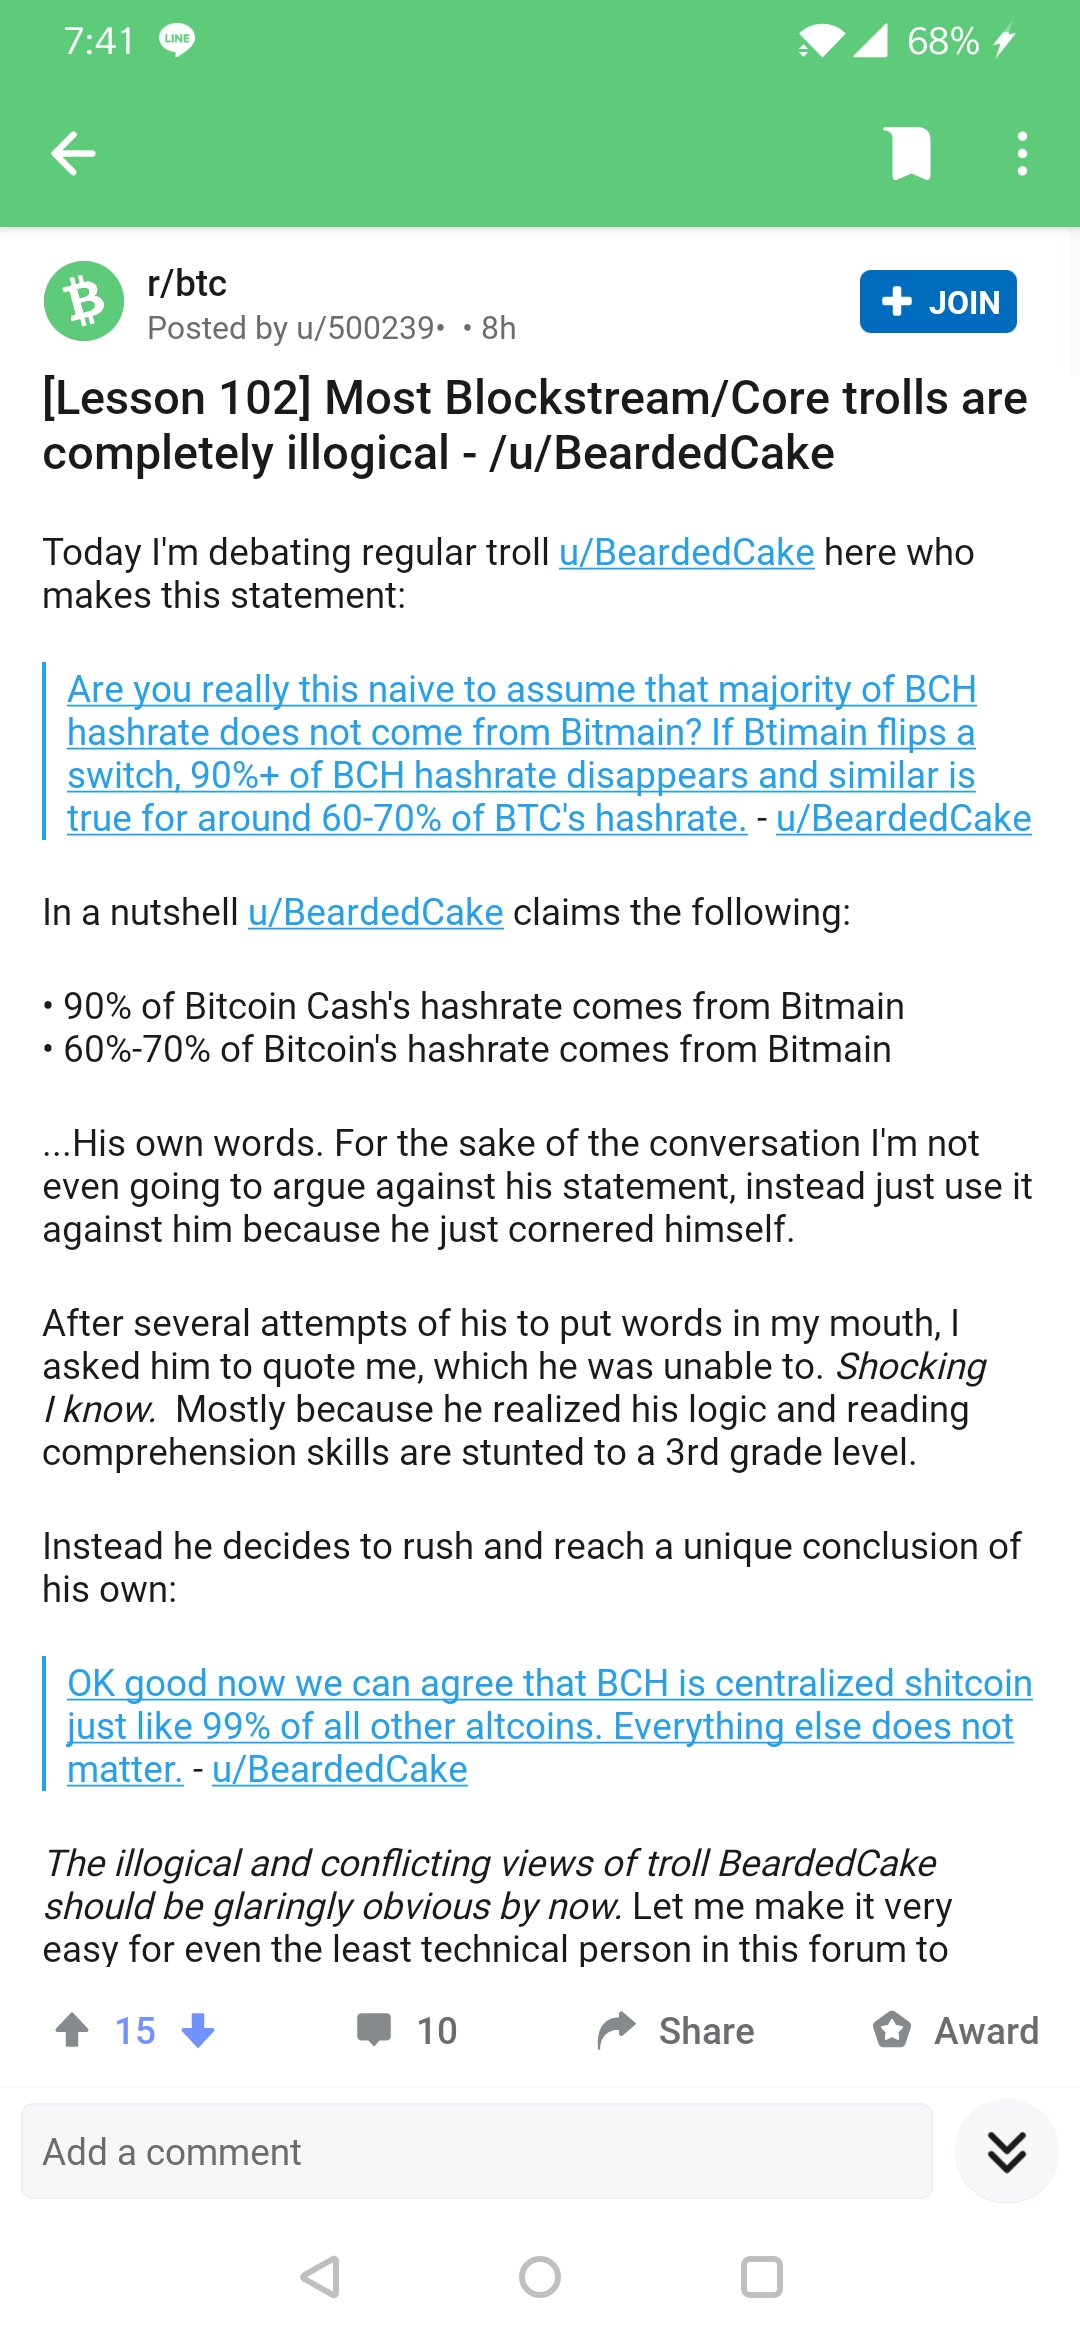 7:41 LINE 68%
r/btc
Posted by u/500239• • 8h
JOIN
[Lesson 102] Most Blockstream/Core trolls are
completely illogical - /u/BeardedCake
Today I'm debating regular troll u/BeardedCake here who
makes this statement:
Are you really this naive to assume that majority of BCH
hashrate does not come from Bitmain? If Btimain flips a
switch, 90%+ of BCH hashrate disappears and similar is
true for around 60-70% of BTC's hashrate. - u/BeardedCake
In a nutshell u/BeardedCake claims the following:
• 90% of Bitcoin Cash's hashrate comes from Bitmain
• 60%-70% of Bitcoin's hashrate comes from Bitmain
...His own words. For the sake of the conversation I'm not
even going to argue against his statement, instead just use it
against him because he just cornered himself.
After several attempts of his to put words in my mouth, I
asked him to quote me, which he was unable to. Shocking
I know. Mostly because he realized his logic and reading
comprehension skills are stunted to a 3rd grade level.
Instead he decides to rush and reach a unique conclusion of
his own:
OK good now we can agree that BCH is centralized shitcoin
just like 99% of all other altcoins. Everything else does not
matter. - u/BeardedCake
The illogical and conflicting views of troll BeardedCake
should be glaringly obvious by now. Let me make it very
easy for even the least technical person in this forum to
15 10 Share Award
Add a comment